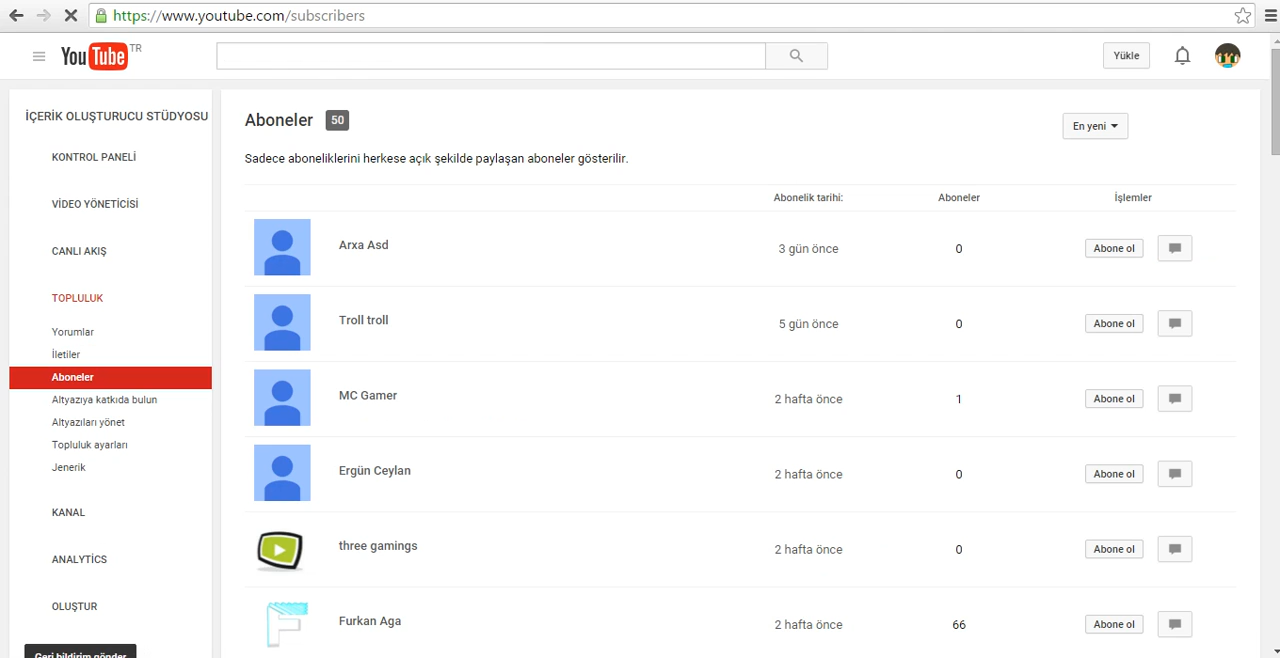 https://www.youtube.com/subscribers
YouTube TR
Yükle
İÇERİK OLUŞTURUCU STÜDYOSU
KONTROL PANELİ
VİDEO YÖNETİCİSİ
CANLI AKIŞ
TOPLULUK
Yorumlar
İletiler
Aboneler
Altyazıya katkıda bulun
Altyazıları yönet
Topluluk ayarları
Jenerik
KANAL
ANALYTICS
OLUŞTUR
Geri bildirim gönder
Aboneler 50
En yeni
Sadece aboneliklerini herkese açık şekilde paylaşan aboneler gösterilir.
Abonelik tarihi: Aboneler İşlemler
Arxa Asd 3 gün önce 0 Abone ol
Troll troll 5 gün önce 0 Abone ol
MC Gamer 2 hafta önce 1 Abone ol
Ergün Ceylan 2 hafta önce 0 Abone ol
three gamings 2 hafta önce 0 Abone ol
Furkan Aga 2 hafta önce 66 Abone ol